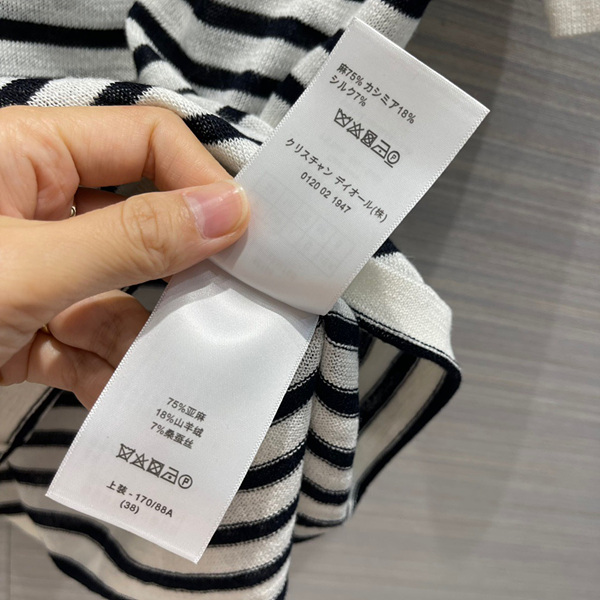 麻75% カシミア18%
シルク7%
クリスチャン デイオール(株)
0120 02 1947
75%亚麻
18%山羊绒
7%桑蚕丝
上装 - 170/88A
(38)